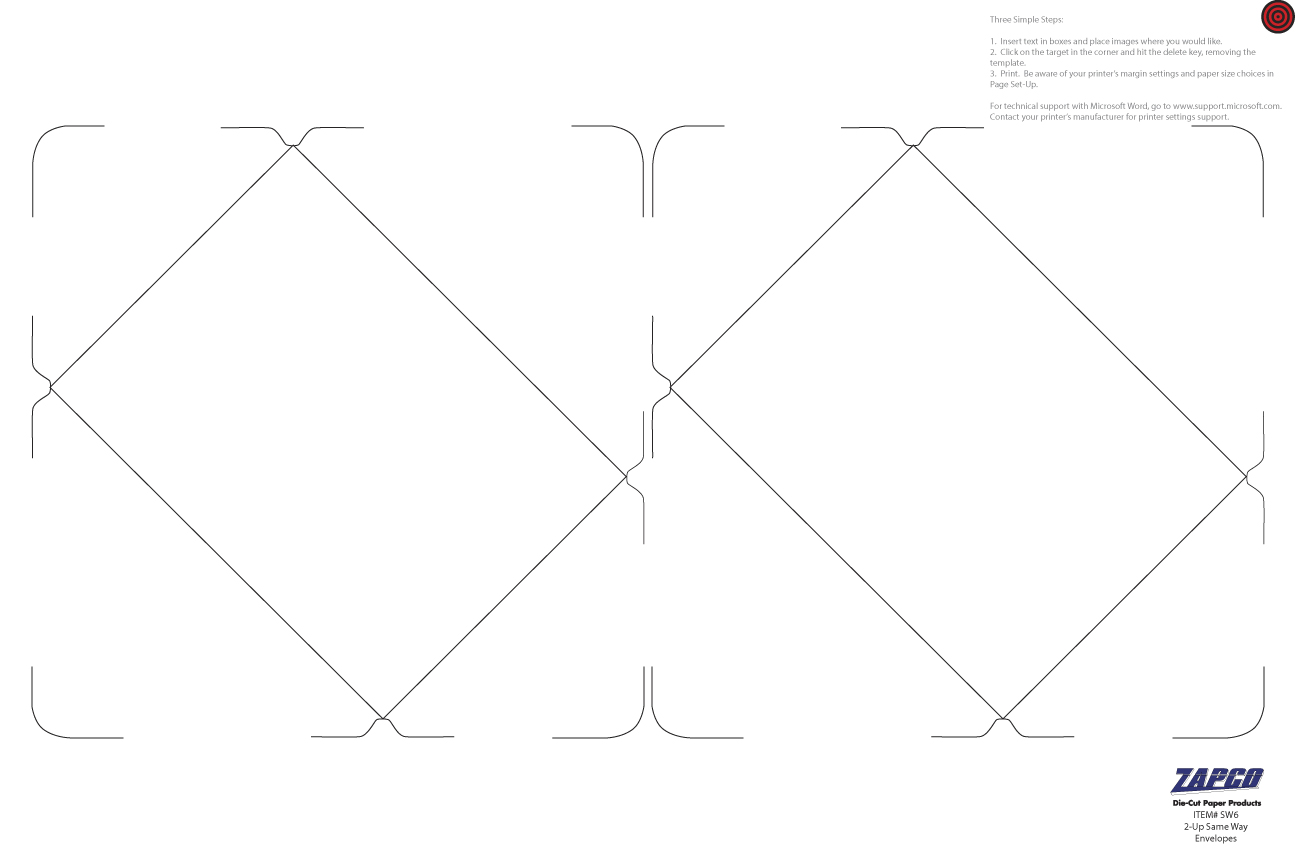 Three Simple Steps:
1.  Insert text in boxes and place images where you would like.
2.  Click on the target in the corner and hit the delete key, removing the
template.
3.  Print.  Be aware of your printer's margin settings and paper size choices in
Page Set-Up.
For technical support with Microsoft Word, go to www.support.microsoft.com.
Contact your printer's manufacturer for printer settings support.
ZAPCO
Die-Cut Paper Products
ITEM# SW6
2-Up Same Way
Envelopes